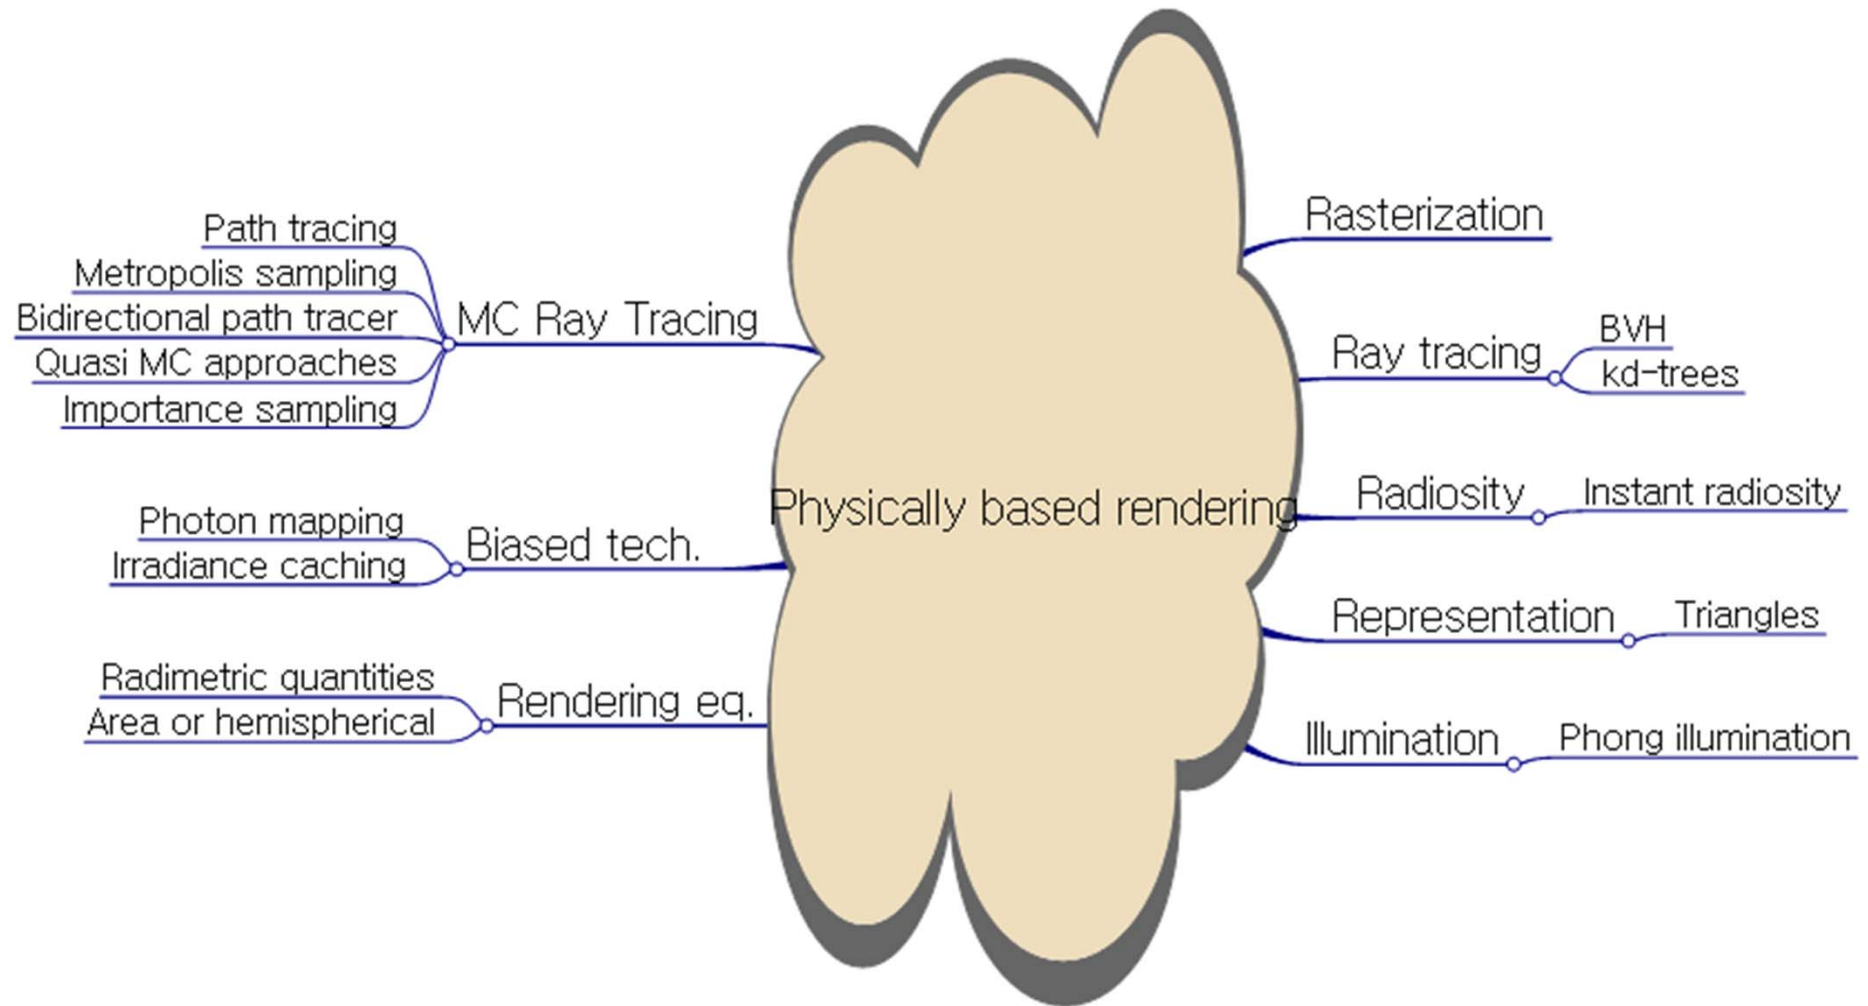 Path tracing
Metropolis sampling
Bidirectional path tracer
Quasi MC approaches
Importance sampling
MC Ray Tracing
Photon mapping
Irradiance caching
Biased tech.
Radimetric quantities
Area or hemispherical
Rendering eq.
Physically based rendering
Rasterization
Ray tracing
BVH
kd-trees
Radiosity
Instant radiosity
Representation
Triangles
Illumination
Phong illumination